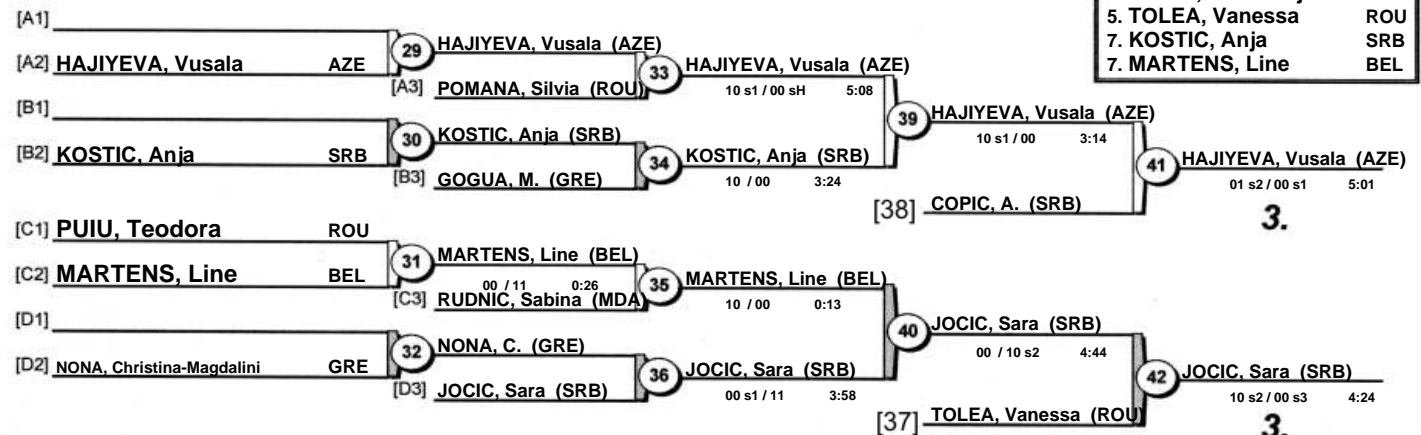 5. TOLEA, Vanessa ROU
7. KOSTIC, Anja SRB
7. MARTENS, Line BEL
[A1]
[A2] HAJIYEVA, Vusala AZE
29
HAJIYEVA, Vusala (AZE)
[A3] POMANA, Silvia (ROU)
33
HAJIYEVA, Vusala (AZE)
10 s1 / 00 sH 5:08
[B1]
[B2] KOSTIC, Anja SRB
30
KOSTIC, Anja (SRB)
[B3] GOGUA, M. (GRE)
34
KOSTIC, Anja (SRB)
10 / 00 3:24
39
HAJIYEVA, Vusala (AZE)
10 s1 / 00 3:14
[38] COPIC, A. (SRB)
41
HAJIYEVA, Vusala (AZE)
01 s2 / 00 s1 5:01
3.
[C1] PUIU, Teodora ROU
[C2] MARTENS, Line BEL
31
MARTENS, Line (BEL)
00 / 11 0:26
[C3] RUDNIC, Sabina (MDA)
35
MARTENS, Line (BEL)
10 / 00 0:13
[D1]
[D2] NONA, Christina-Magdalini GRE
32
NONA, C. (GRE)
[D3] JOCIC, Sara (SRB)
36
JOCIC, Sara (SRB)
00 s1 / 11 3:58
40
JOCIC, Sara (SRB)
00 / 10 s2 4:44
[37] TOLEA, Vanessa (ROU)
42
JOCIC, Sara (SRB)
10 s2 / 00 s3 4:24
3.